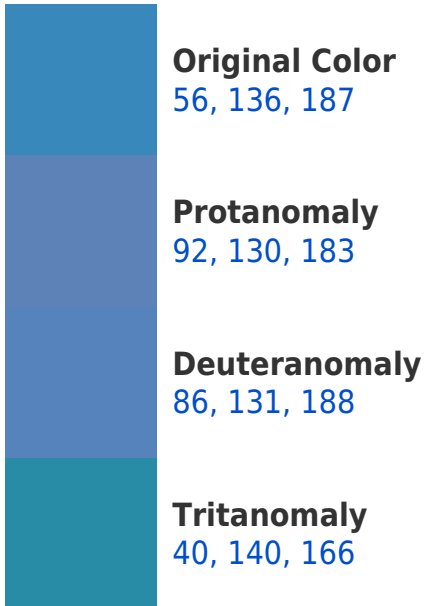 Original Color
56, 136, 187
Protanomaly
92, 130, 183
Deuteranomaly
86, 131, 188
Tritanomaly
40, 140, 166